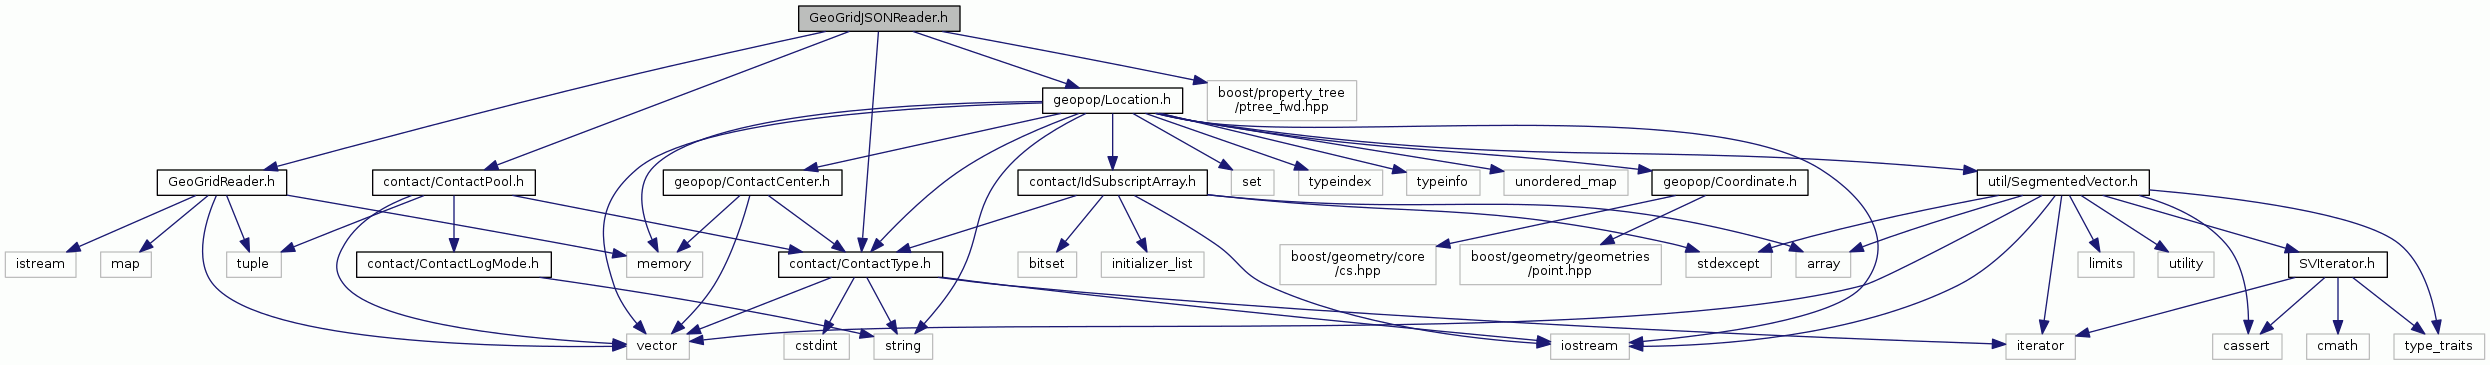 GeoGridJSONReader.h
boost/property_tree
/ptree_fwd.hpp
geopop/Location.h
GeoGridReader.h
contact/ContactPool.h
geopop/ContactCenter.h
contact/IdSubscriptArray.h
set
typeindex
typeinfo
unordered_map
geopop/Coordinate.h
util/SegmentedVector.h
istream
map
tuple
contact/ContactLogMode.h
memory
contact/ContactType.h
bitset
initializer_list
boost/geometry/core
/cs.hpp
boost/geometry/geometries
/point.hpp
stdexcept
array
limits
utility
SVIterator.h
vector
cstdint
string
iostream
iterator
cassert
cmath
type_traits